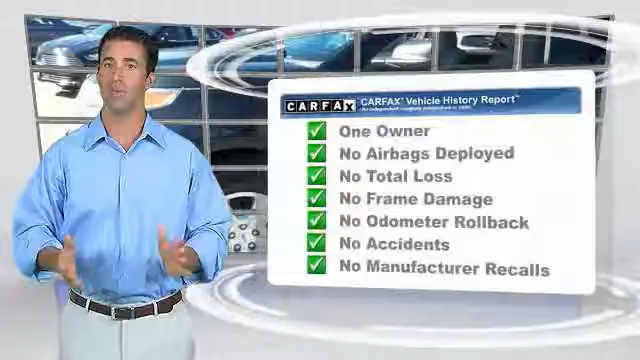 CARFAX CARFAX® Vehicle History Report™
One Owner
No Airbags Deployed
No Total Loss
No Frame Damage
No Odometer Rollback
No Accidents
No Manufacturer Recalls